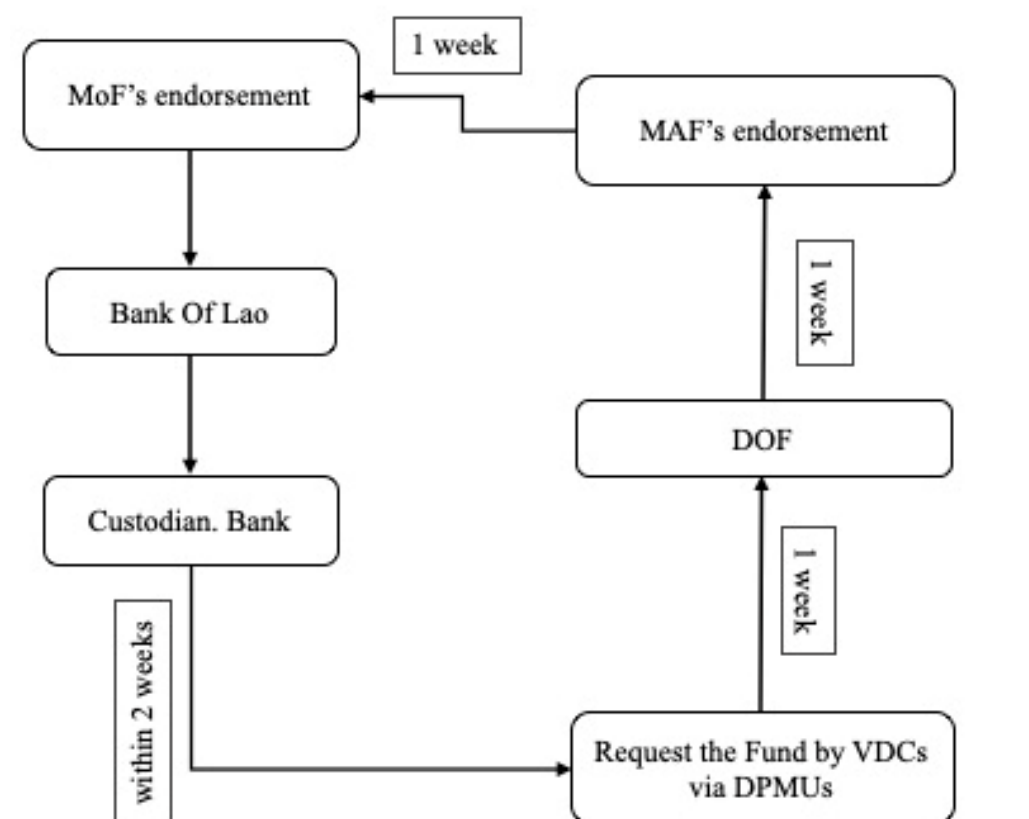 1 week
MoF’s endorsement
MAF’s endorsement
1 week
Bank Of Lao
DOF
Custodian. Bank
1 week
within 2 weeks
Request the Fund by VDCs
via DPMUs